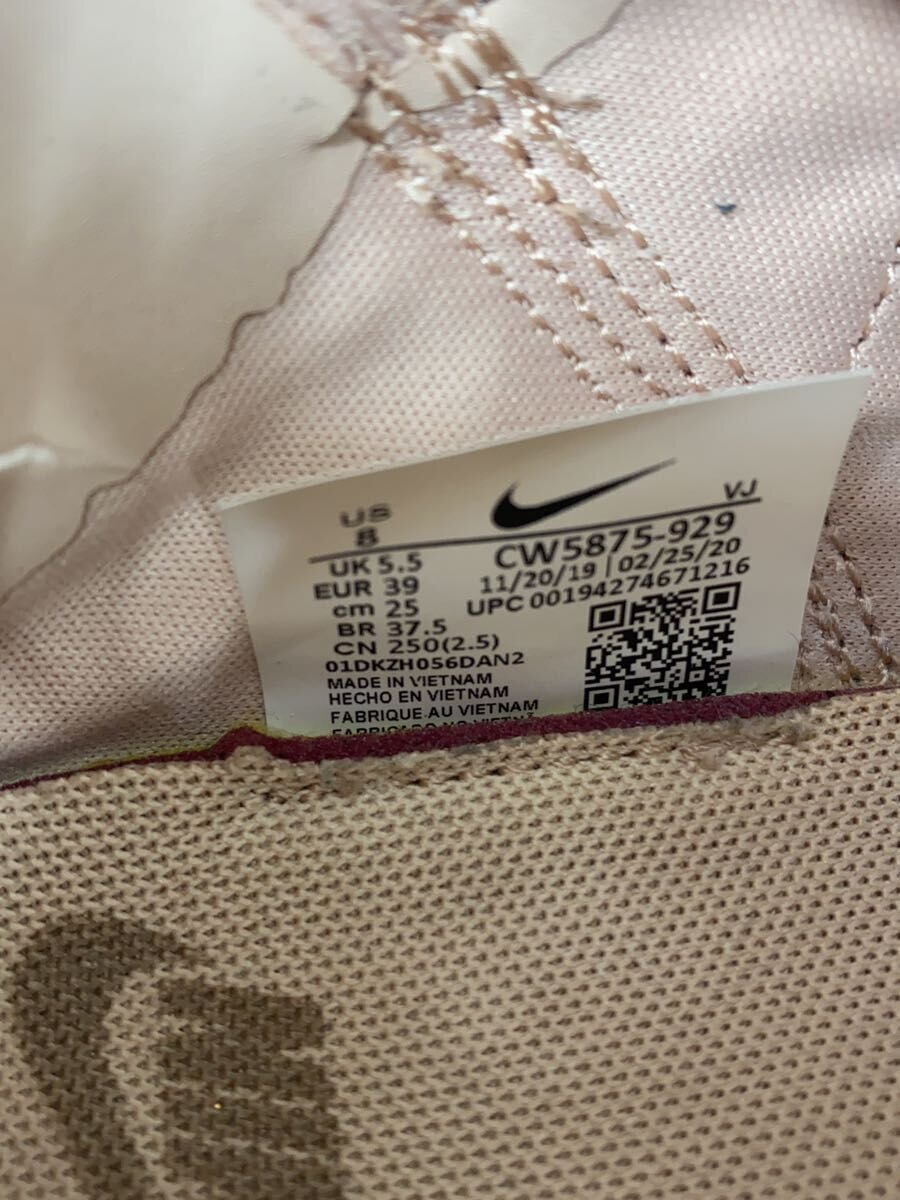 US
8
VJ
UK 5.5
CW5875-929
EUR 39
11/20/19 | 02/25/20
cm 25
UPC 00194274671216
BR 37.5
CN 250(2.5)
01DKZH056DAN2
MADE IN VIETNAM
HECHO EN VIETNAM
FABRIQUE AU VIETNAM